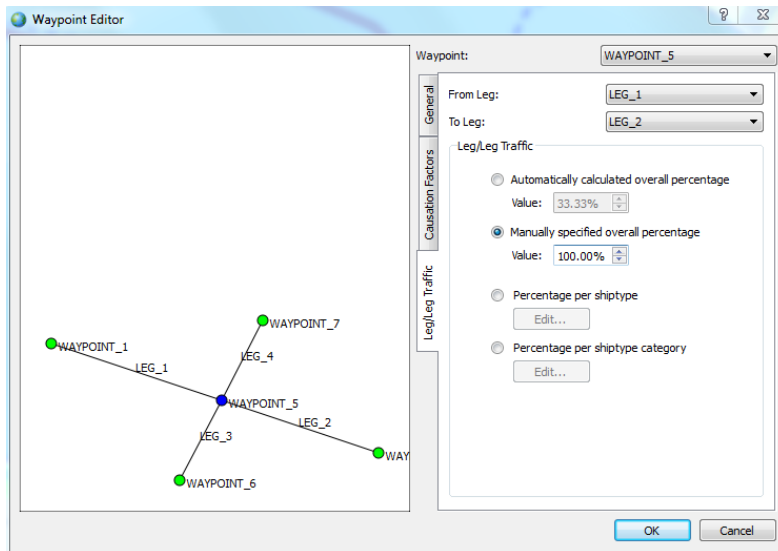 Waypoint Editor
Waypoint: WAYPOINT_5
General
Causation Factors
Leg/Leg Traffic
From Leg: LEG_1
To Leg: LEG_2
Leg/Leg Traffic
Automatically calculated overall percentage
Value: 33.33%
Manually specified overall percentage
Value: 100.00%
Percentage per shiptype
Edit...
Percentage per shiptype category
Edit...
WAYPOINT_7
WAYPOINT_1
LEG_4
LEG_1
WAYPOINT_5
LEG_2
LEG_3
WAY
WAYPOINT_6
OK Cancel